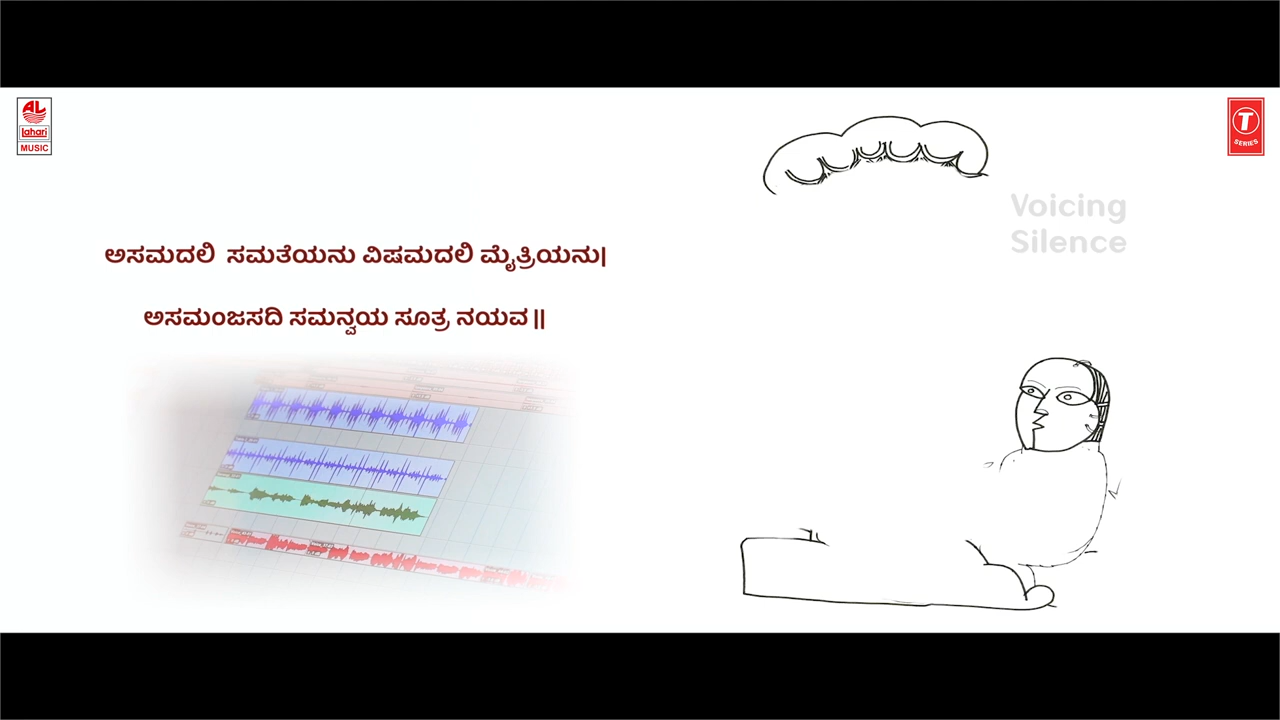 AL
Lahari
MUSIC
T
SERIES
Voicing
Silence
ಅಸಮದಲಿ ಸಮತೆಯನು ವಿಷಮದಲಿ ಮೈತ್ರಿಯನು|
ಅಸಮಂಜಸದಿ ಸಮನ್ವಯ ಸೂತ್ರ ನಯವ ||